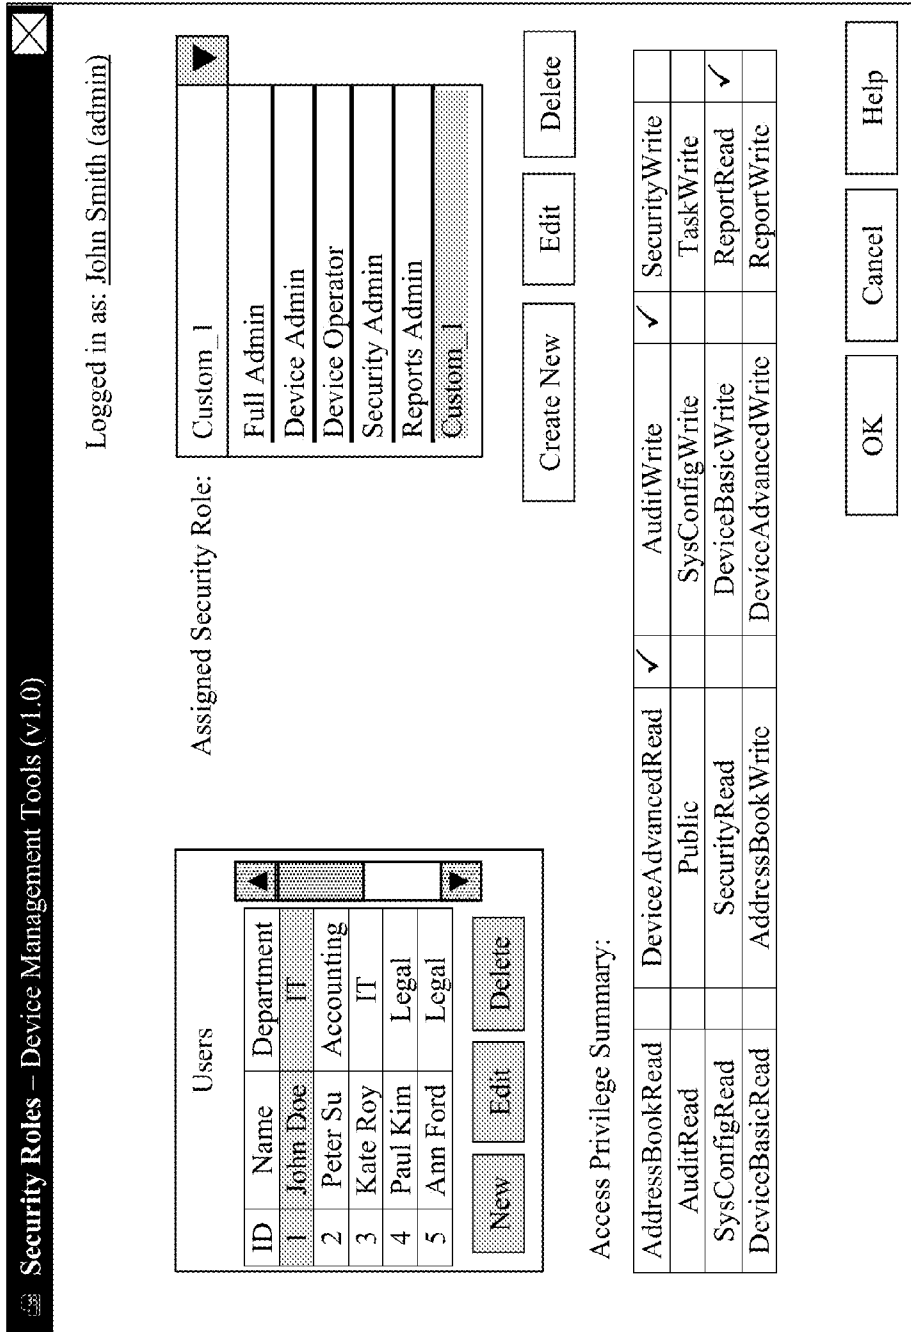 Security Roles – Device Management Tools (v1.0)
Logged in as: John Smith (admin)
Users
ID Name Department
1 John Doe IT
2 Peter Su Accounting
3 Kate Roy IT
4 Paul Kim Legal
5 Ann Ford Legal
New Edit Delete
Assigned Security Role: Custom_1
Full Admin
Device Admin
Device Operator
Security Admin
Reports Admin
Custom_1
Create New Edit Delete
Access Privilege Summary:
AddressBookRead DeviceAdvancedRead ✓ AuditWrite ✓ SecurityWrite
AuditRead Public SysConfigWrite TaskWrite
SysConfigRead SecurityRead DeviceBasicWrite ReportRead ✓
DeviceBasicRead AddressBookWrite DeviceAdvancedWrite ReportWrite
OK Cancel Help